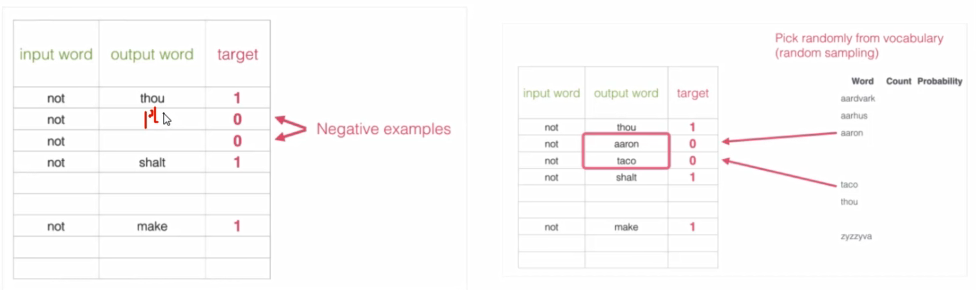 input word output word target
not thou 1
not 0
not 0
not shalt 1
not make 1
Negative examples
Pick randomly from vocabulary
(random sampling)
input word output word target
not thou 1
not aaron 0
not taco 0
not shalt 1
not make 1
Word Count Probability
aardvark
aarhus
aaron
taco
thou
zyzzyva